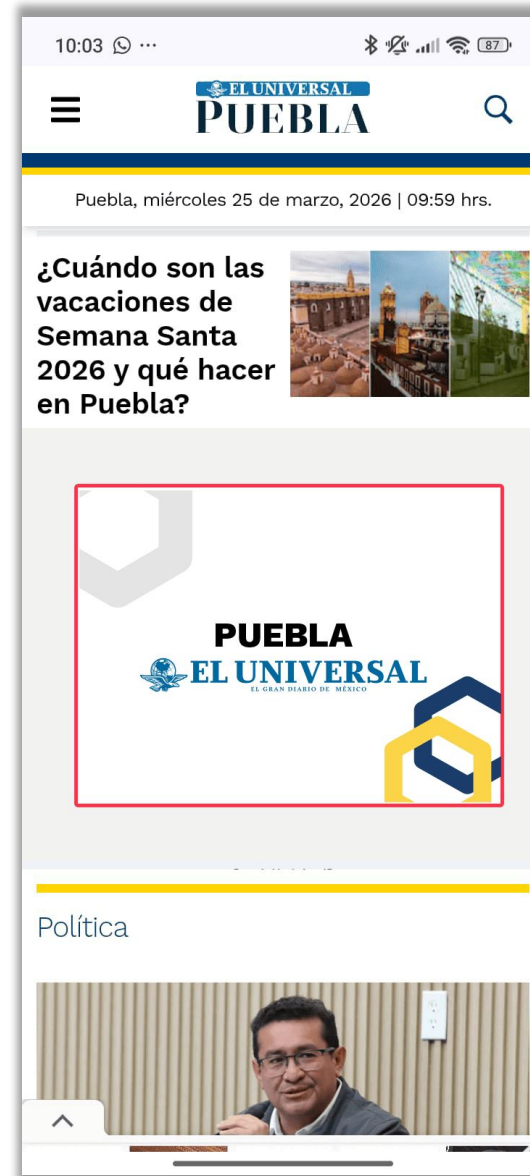 10:03
87
EL UNIVERSAL
PUEBLA
Puebla, miércoles 25 de marzo, 2026 | 09:59 hrs.
¿Cuándo son las
vacaciones de
Semana Santa
2026 y qué hacer
en Puebla?
PUEBLA
EL UNIVERSAL
EL GRAN DIARIO DE MÉXICO
Política